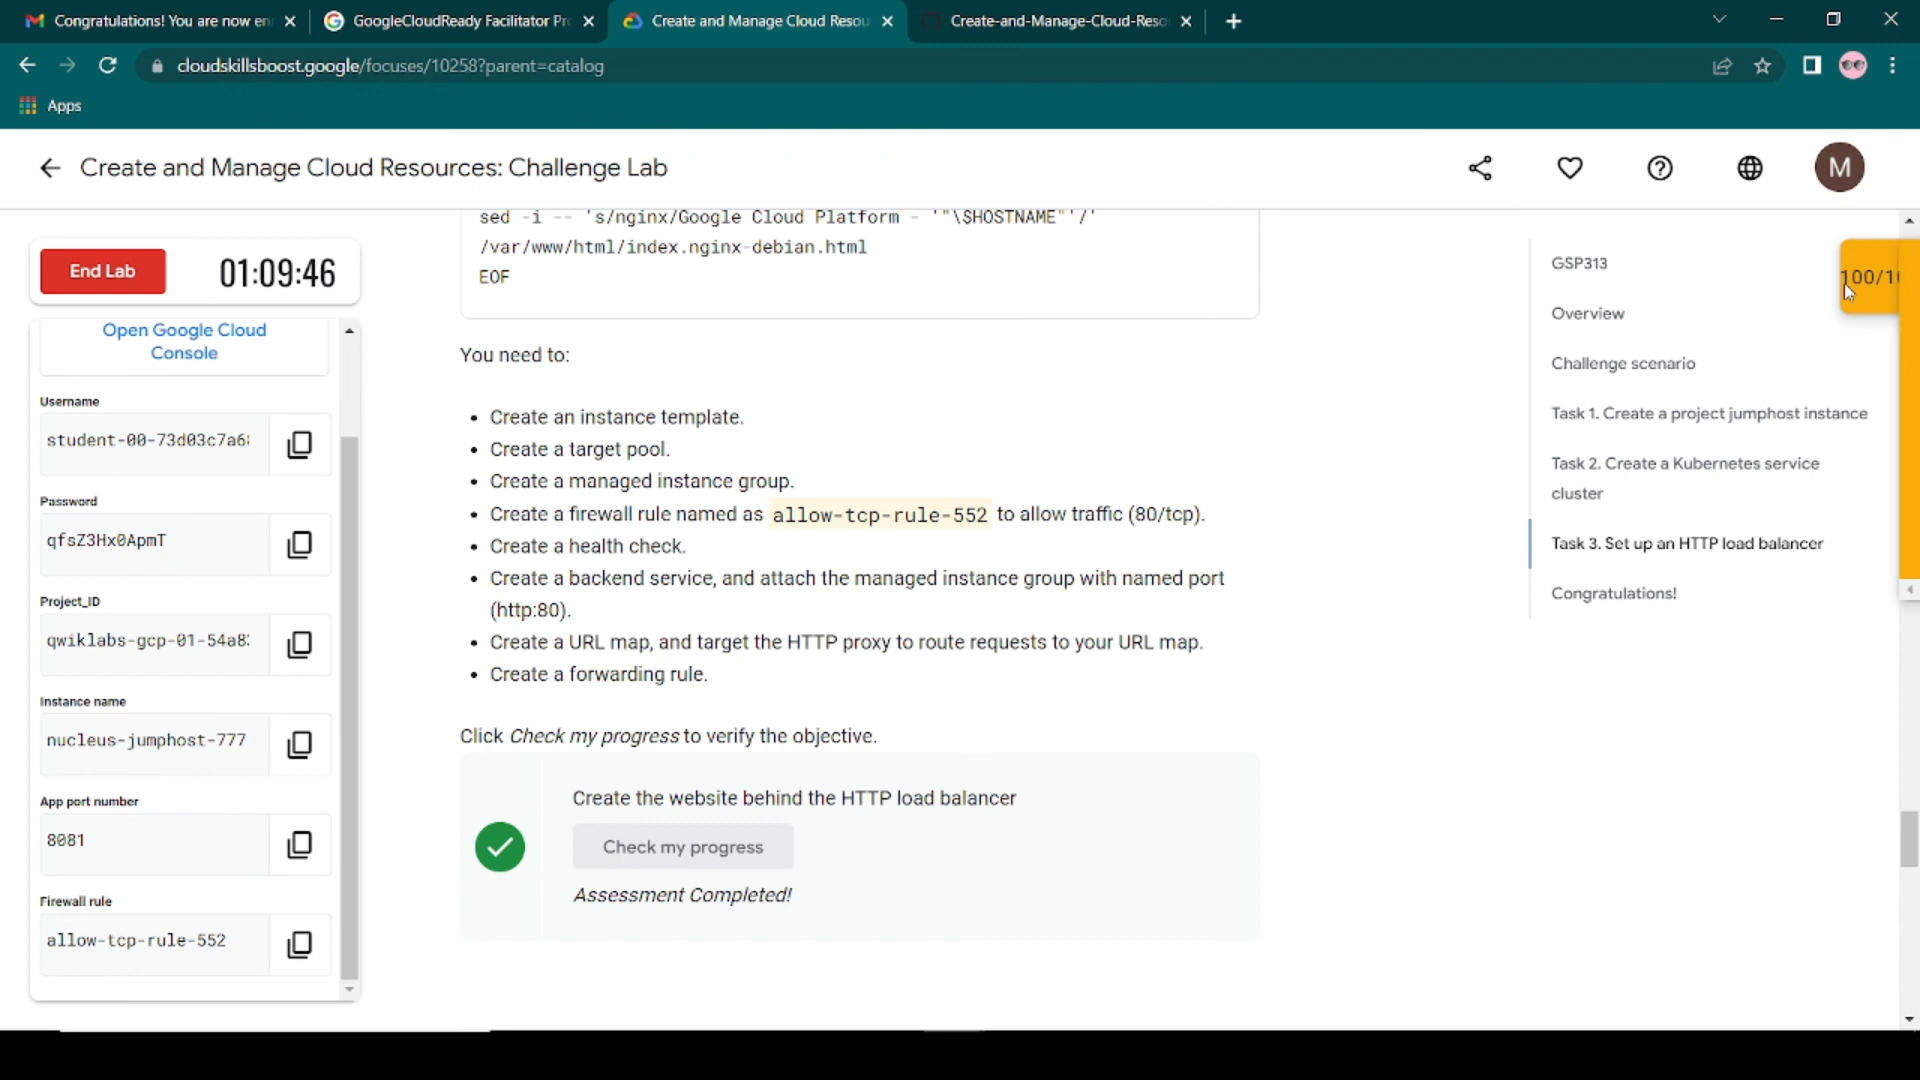 Congratulations! You are now en
GoogleCloudReady Facilitator Pr
Create and Manage Cloud Resou
Create-and-Manage-Cloud-Reso
cloudskillsboost.google/focuses/10258?parent=catalog
Apps
Create and Manage Cloud Resources: Challenge Lab
M
End Lab
01:09:46
Open Google Cloud
Console
Username
student-00-73d03c7a6
Password
qfsZ3Hx0ApmT
Project_ID
qwiklabs-gcp-01-54a8
Instance name
nucleus-jumphost-777
App port number
8081
Firewall rule
allow-tcp-rule-552
sed -i -- 's/nginx/Google Cloud Platform - '"\$HOSTNAME"'/'
/var/www/html/index.nginx-debian.html
EOF
You need to:
• Create an instance template.
• Create a target pool.
• Create a managed instance group.
• Create a firewall rule named as allow-tcp-rule-552 to allow traffic (80/tcp).
• Create a health check.
• Create a backend service, and attach the managed instance group with named port
(http:80).
• Create a URL map, and target the HTTP proxy to route requests to your URL map.
• Create a forwarding rule.
Click Check my progress to verify the objective.
Create the website behind the HTTP load balancer
Check my progress
Assessment Completed!
GSP313
Overview
Challenge scenario
Task 1. Create a project jumphost instance
Task 2. Create a Kubernetes service
cluster
Task 3. Set up an HTTP load balancer
Congratulations!
100/1